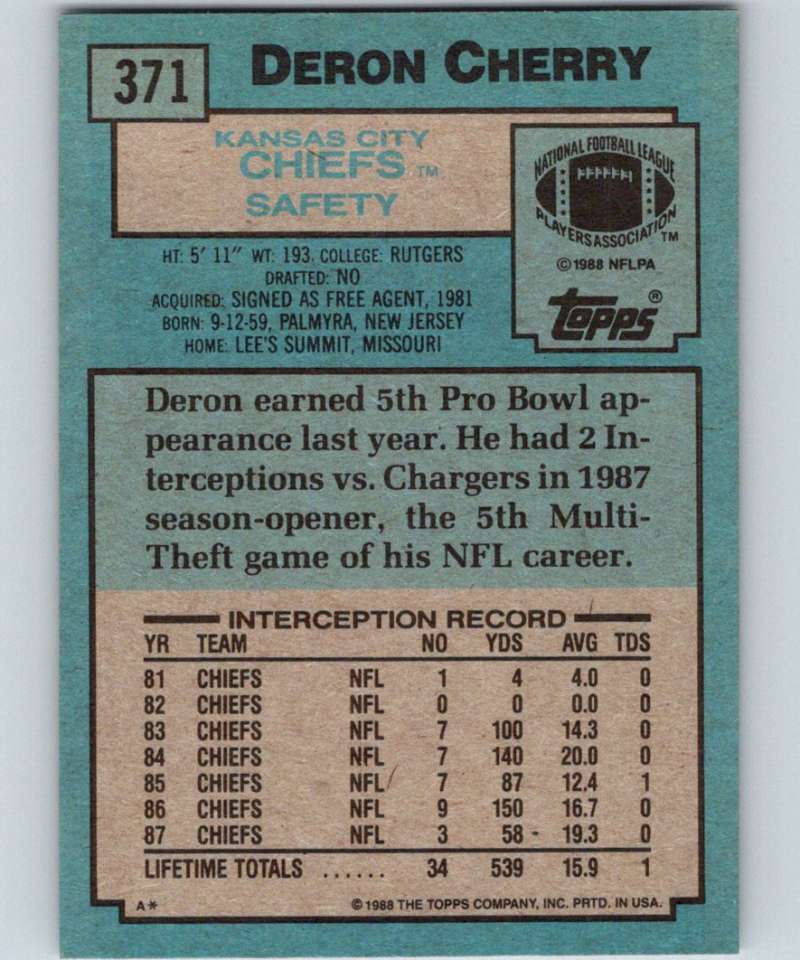 371
DERON CHERRY
KANSAS CITY
CHIEFS TM
SAFETY
NATIONAL FOOTBALL LEAGUE
PLAYERS ASSOCIATION TM
© 1988 NFLPA
Topps®
HT: 5' 11" WT: 193. COLLEGE: RUTGERS
DRAFTED: NO
ACQUIRED: SIGNED AS FREE AGENT, 1981
BORN: 9-12-59, PALMYRA, NEW JERSEY
HOME: LEE'S SUMMIT, MISSOURI
Deron earned 5th Pro Bowl ap-
pearance last year. He had 2 In-
terceptions vs. Chargers in 1987
season-opener, the 5th Multi-
Theft game of his NFL career.
INTERCEPTION RECORD
YR TEAM NO YDS AVG TDS
81 CHIEFS NFL 1 4 4.0 0
82 CHIEFS NFL 0 0 0.0 0
83 CHIEFS NFL 7 100 14.3 0
84 CHIEFS NFL 7 140 20.0 0
85 CHIEFS NFL 7 87 12.4 1
86 CHIEFS NFL 9 150 16.7 0
87 CHIEFS NFL 3 58 19.3 0
LIFETIME TOTALS ...... 34 539 15.9 1
A* © 1988 THE TOPPS COMPANY, INC. PRTD. IN USA.